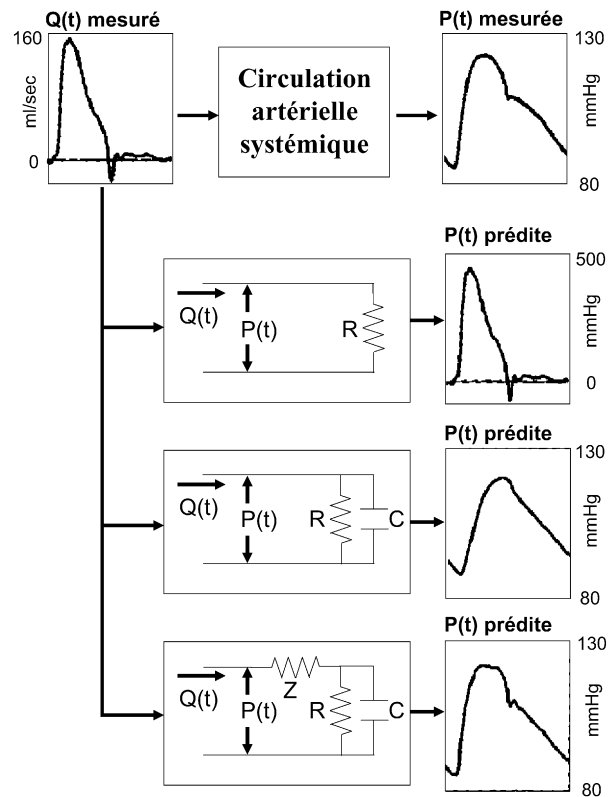 Q(t) mesuré
160
ml/sec
0
Circulation
artérielle
systémique
P(t) mesurée
130
mmHg
80
Q(t)
P(t)
R
P(t) prédite
500
mmHg
0
Q(t)
P(t)
R
C
P(t) prédite
130
mmHg
80
Q(t)
P(t)
Z
R
C
P(t) prédite
130
mmHg
80